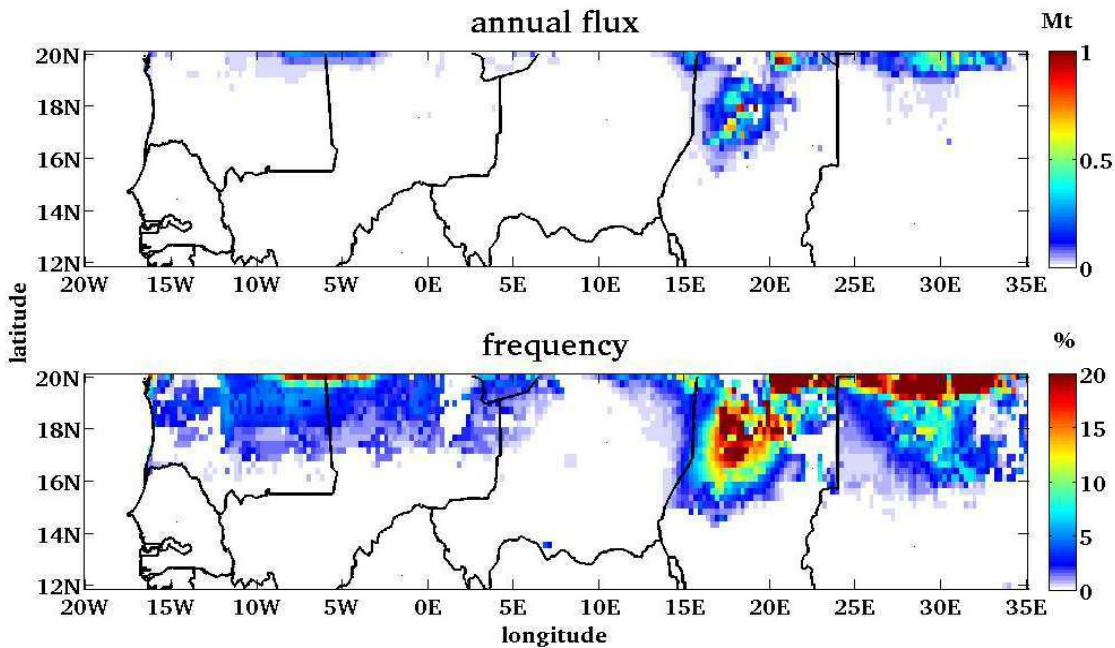 annual flux
Mt
20N
18N
16N
14N
12N
20W 15W 10W 5W 0E 5E 10E 15E 20E 25E 30E 35E
1
0.5
0
latitude
frequency
%
20N
18N
16N
14N
12N
20W 15W 10W 5W 0E 5E 10E 15E 20E 25E 30E 35E
20
15
10
5
0
longitude